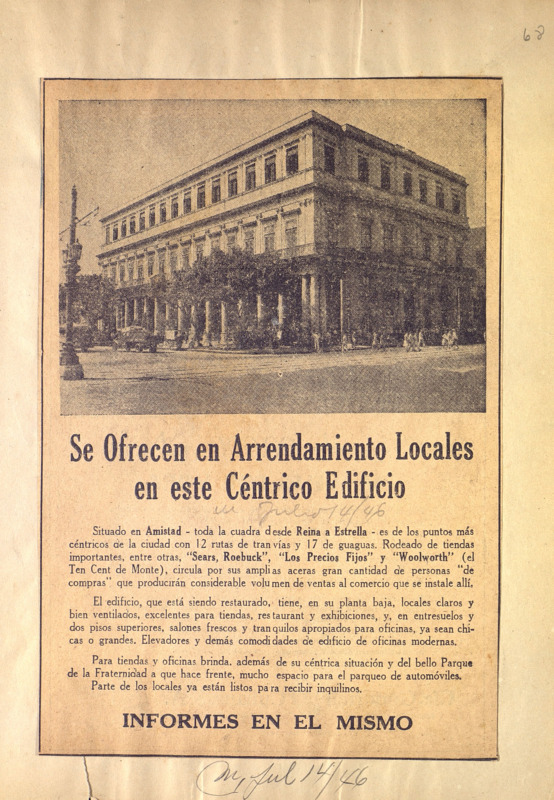 68
Se Ofrecen en Arrendamiento Locales
en este Céntrico Edificio
Julio 14/46
Situado en Amistad - toda la cuadra desde Reina a Estrella - es de los puntos más
céntricos de la ciudad con 12 rutas de tranvías y 17 de guaguas. Rodeado de tiendas
importantes, entre otras, "Sears, Roebuck", "Los Precios Fijos" y "Woolworth" (el
Ten Cent de Monte), circula por sus amplias aceras gran cantidad de personas "de
compras" que producirán considerable volumen de ventas al comercio que se instale allí.
El edificio, que está siendo restaurado, tiene, en su planta baja, locales claros y
bien ventilados, excelentes para tiendas, restaurant y exhibiciones, y, en entresuelos y
dos pisos superiores, salones frescos y tranquilos apropiados para oficinas, ya sean chi-
cas o grandes. Elevadores y demás comodidades de edificio de oficinas modernas.
Para tiendas y oficinas brinda. además de su céntrica situación y del bello Parque
de la Fraternidad a que hace frente, mucho espacio para el parqueo de automóviles.
Parte de los locales ya están listos para recibir inquilinos.
INFORMES EN EL MISMO
M, Jul 14/46